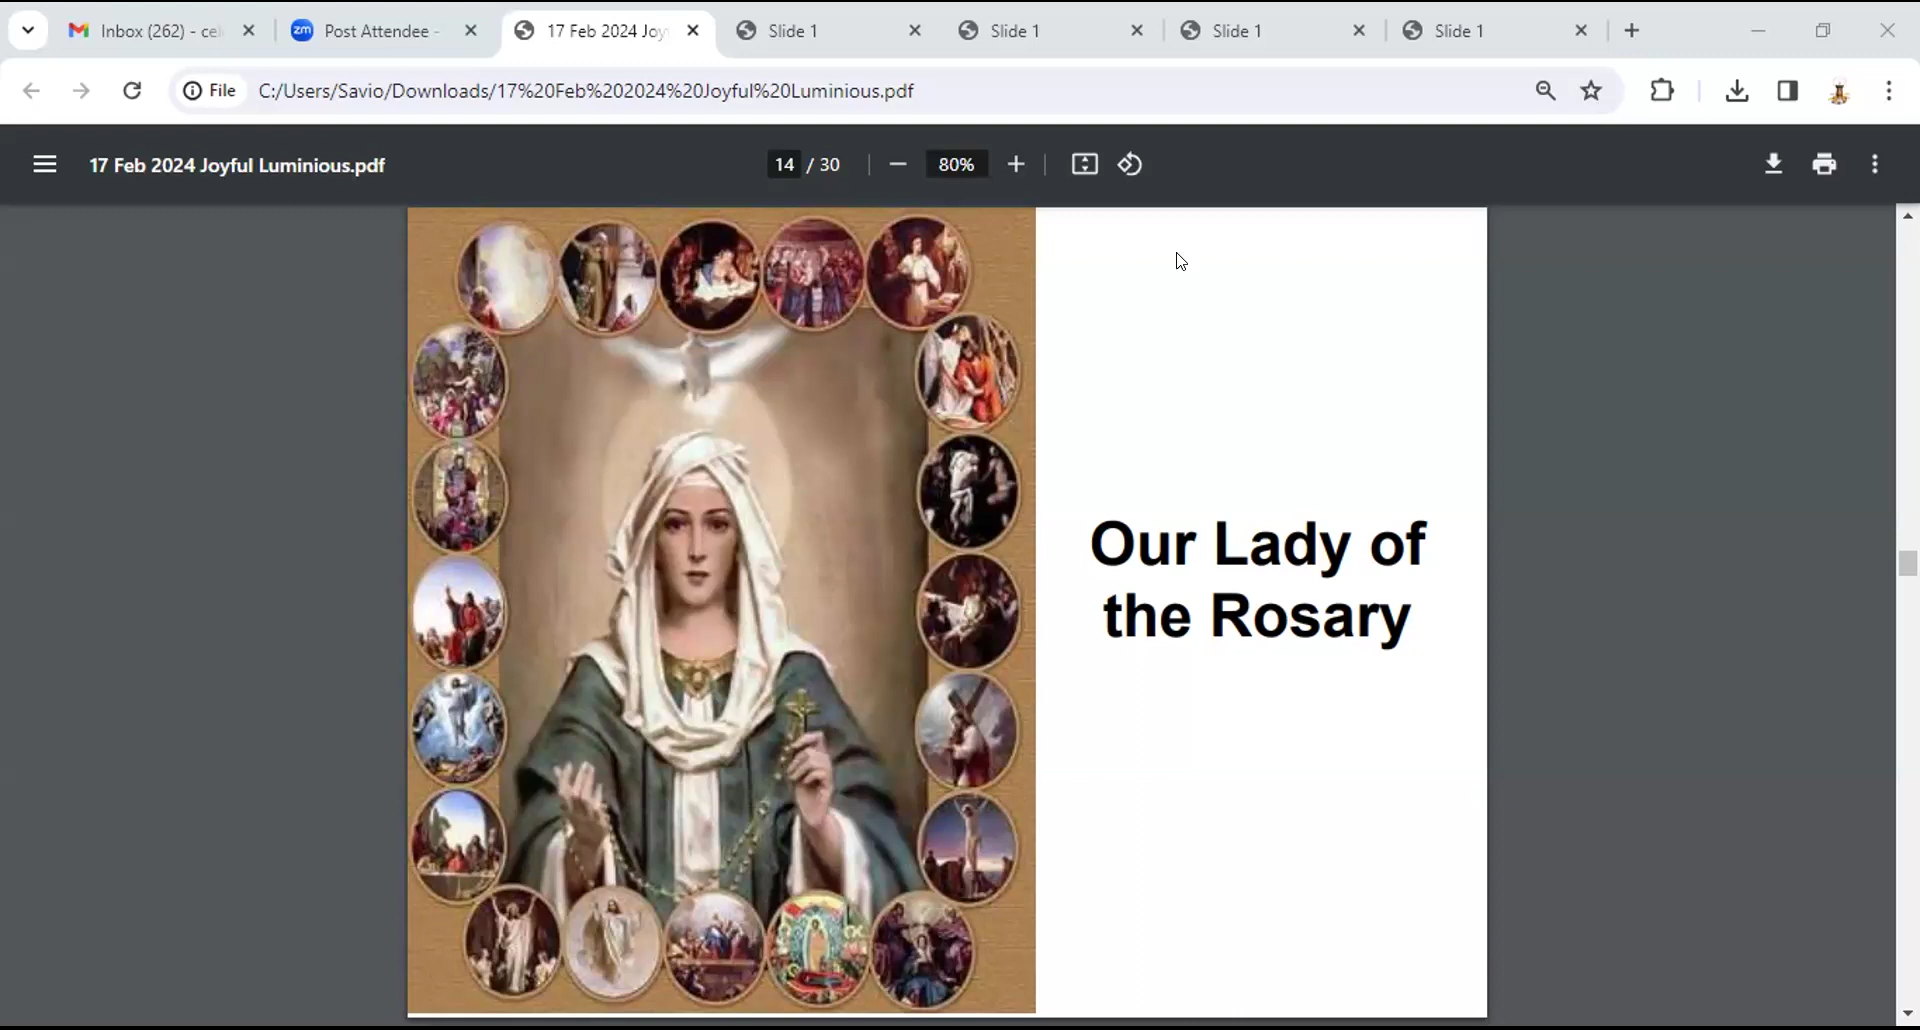 Inbox (262) - cel
Post Attendee -
17 Feb 2024 Joy
Slide 1
Slide 1
Slide 1
Slide 1
File
C:/Users/Savio/Downloads/17%20Feb%202024%20Joyful%20Luminious.pdf
17 Feb 2024 Joyful Luminious.pdf
14 / 30
80%
Our Lady of
the Rosary